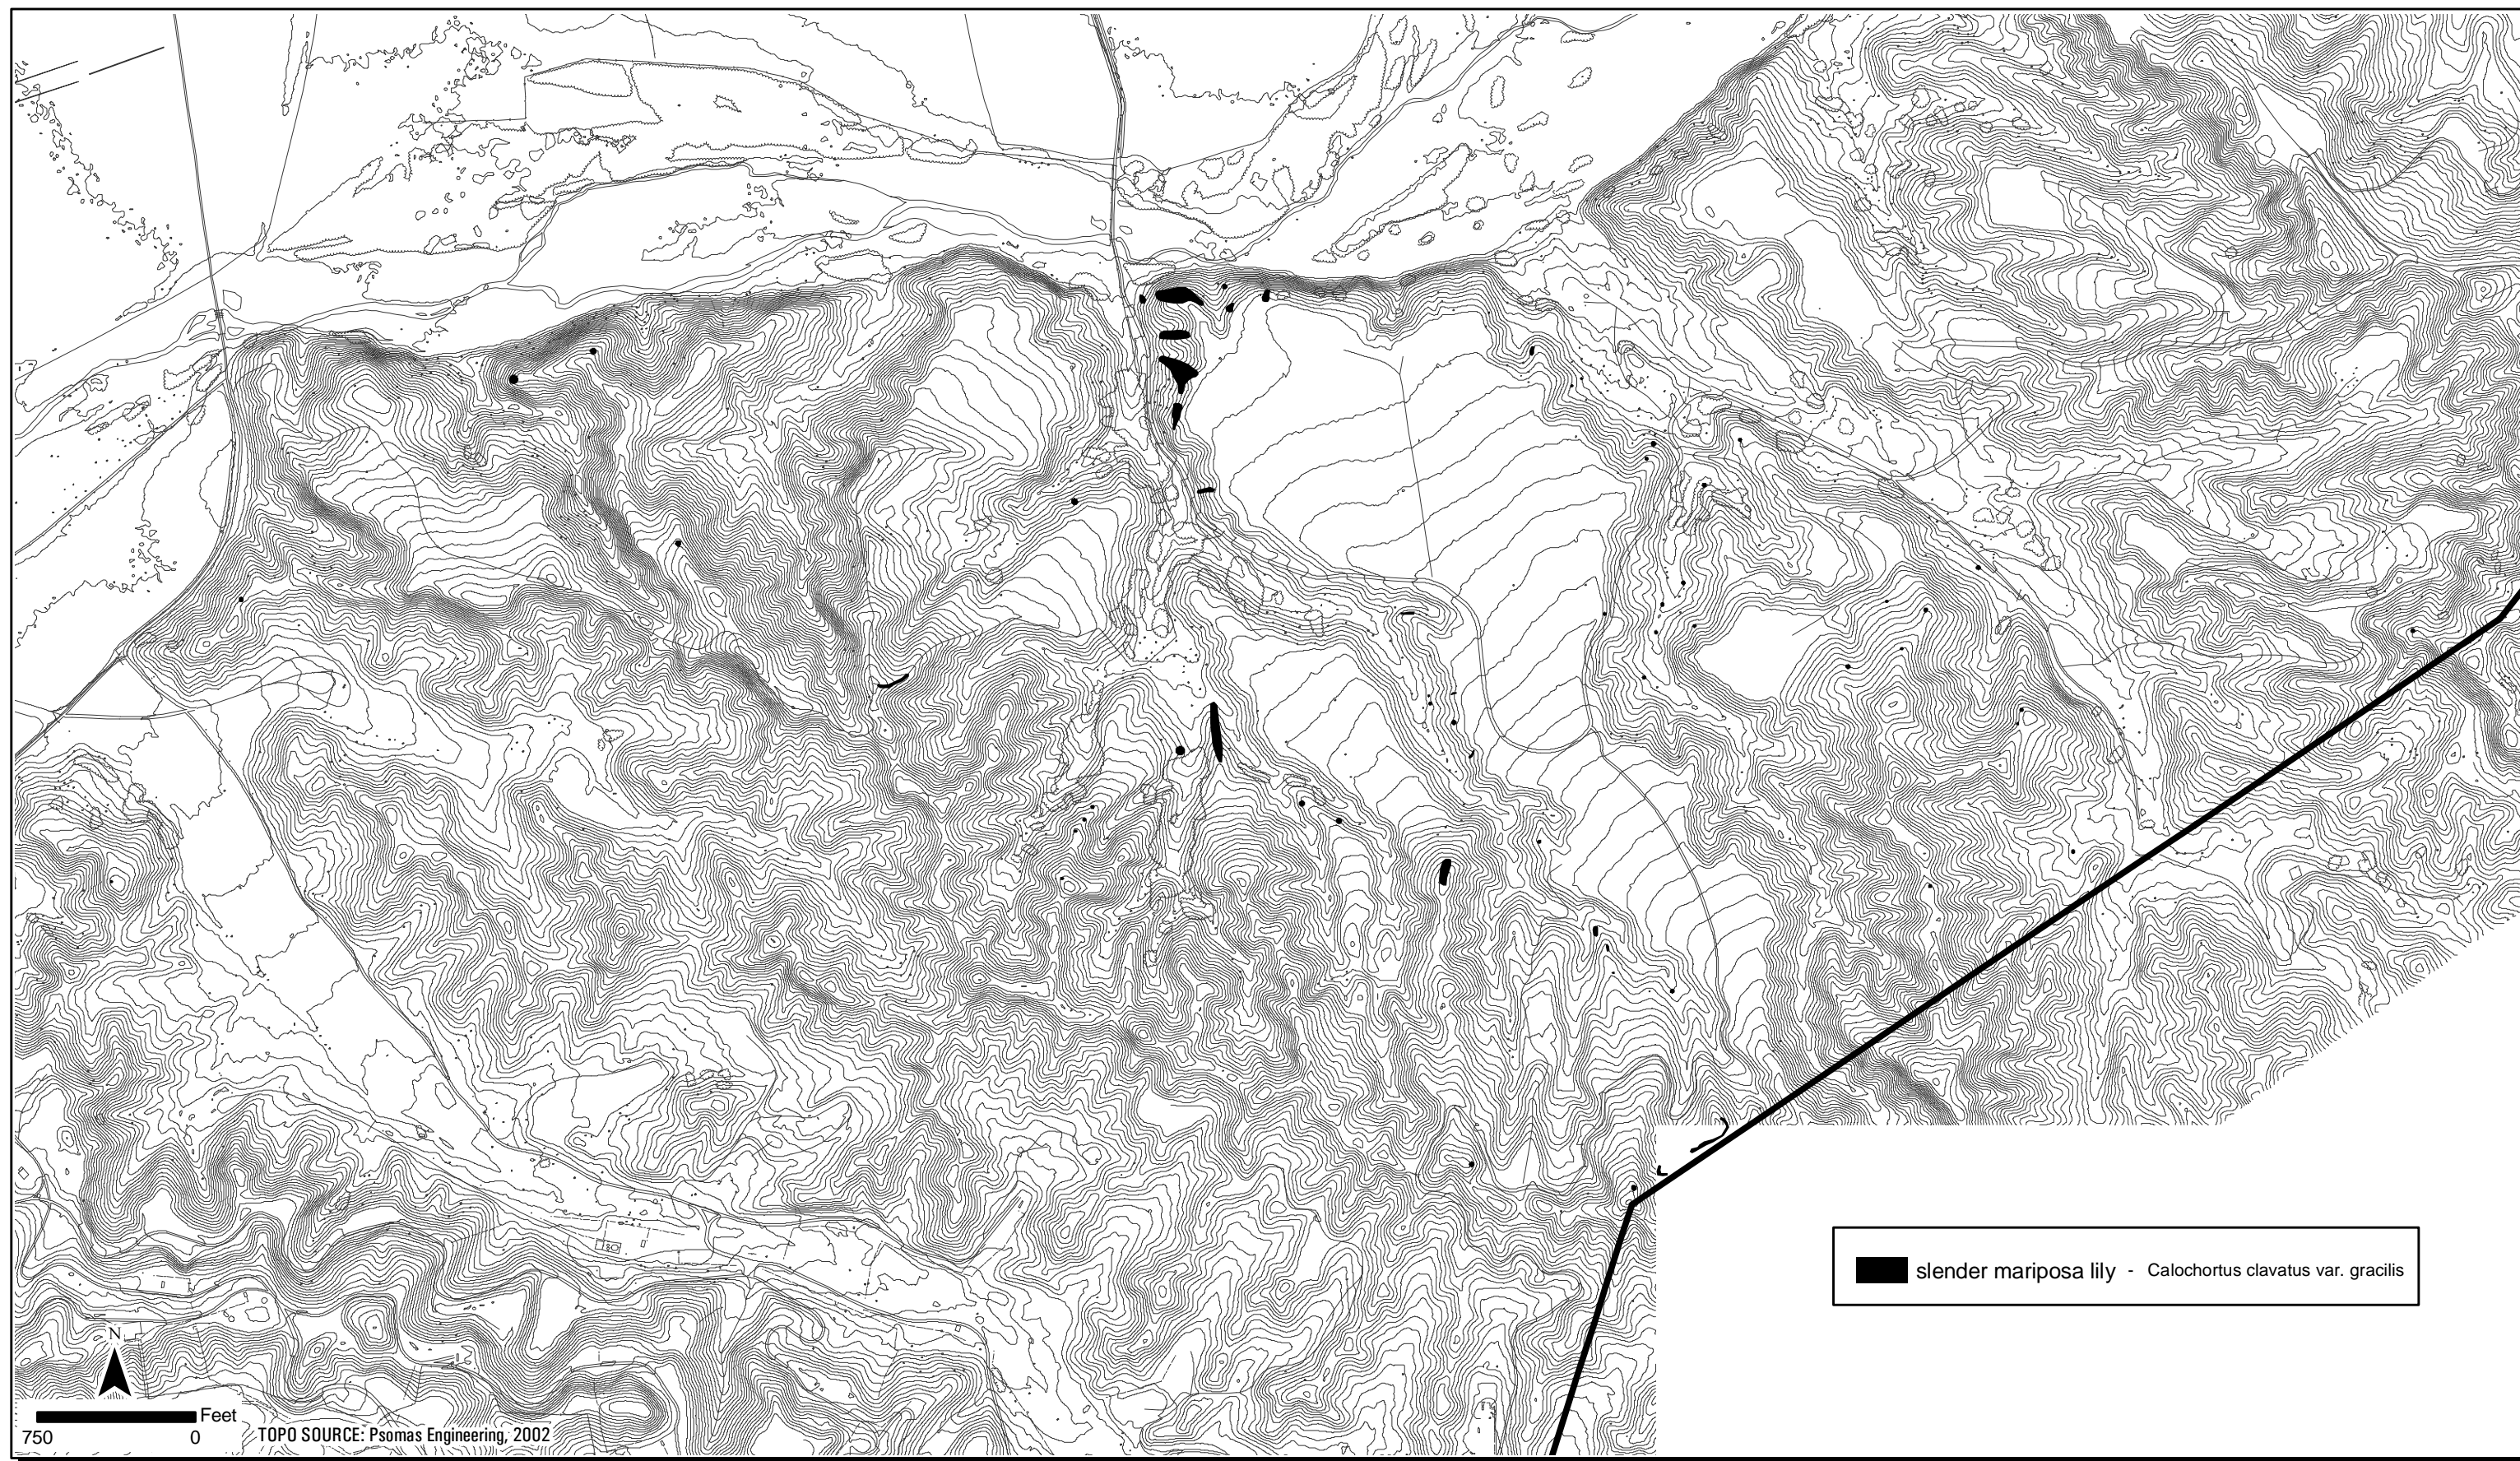 slender mariposa lily - Calochortus clavatus var. gracilis
N
Feet
750 0
TOPO SOURCE: Psomas Engineering, 2002